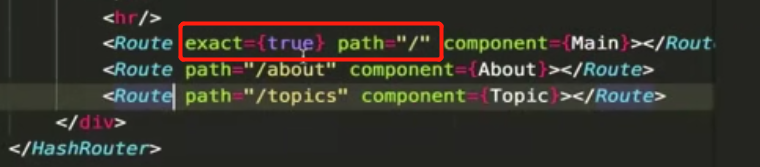 <hr/>
<Route exact={true} path="/" component={Main}></Rout
<Route path="/about" component={About}></Route>
<Route path="/topics" component={Topic}></Route>
</div>
</HashRouter>